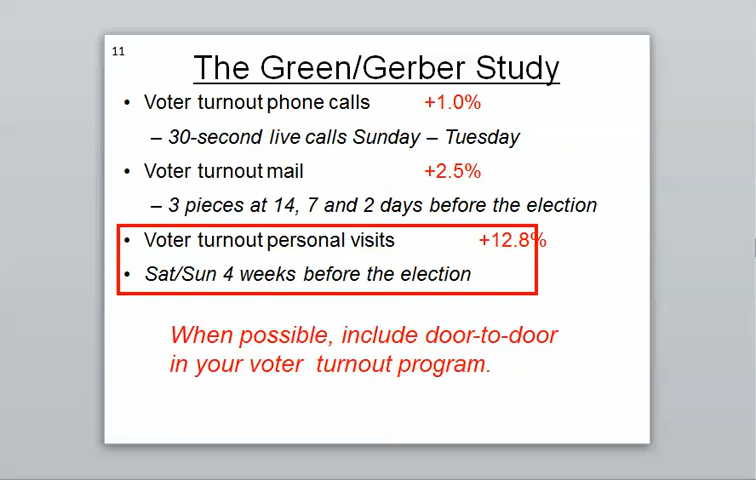 11
The Green/Gerber Study
• Voter turnout phone calls +1.0%
– 30-second live calls Sunday – Tuesday
• Voter turnout mail +2.5%
– 3 pieces at 14, 7 and 2 days before the election
• Voter turnout personal visits +12.8%
• Sat/Sun 4 weeks before the election
When possible, include door-to-door
in your voter turnout program.